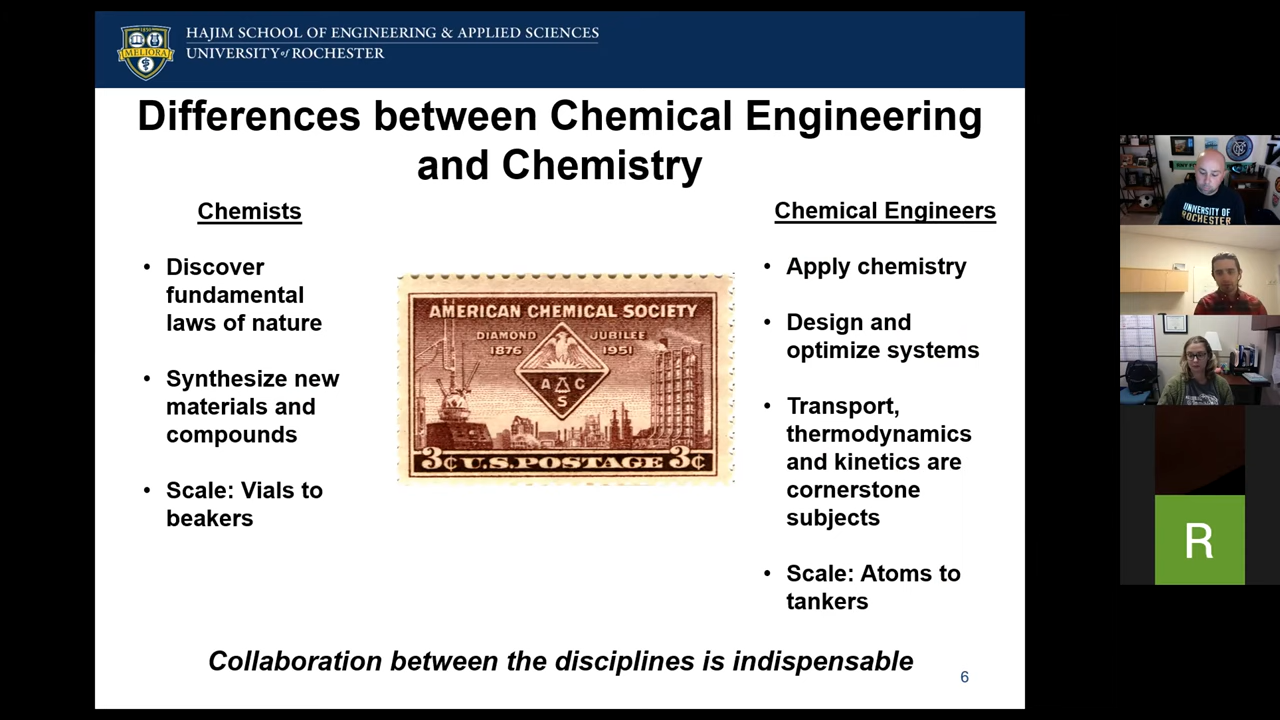 HAJIM SCHOOL OF ENGINEERING & APPLIED SCIENCES
UNIVERSITY of ROCHESTER
MELIORA
Differences between Chemical Engineering
and Chemistry
Chemists
• Discover
fundamental
laws of nature
• Synthesize new
materials and
compounds
• Scale: Vials to
beakers
AMERICAN CHEMICAL SOCIETY
DIAMOND JUBILEE
1876 1951
A C
S
3¢ U.S. POSTAGE 3¢
Chemical Engineers
• Apply chemistry
• Design and
optimize systems
• Transport,
thermodynamics
and kinetics are
cornerstone
subjects
• Scale: Atoms to
tankers
Collaboration between the disciplines is indispensable
6
UNIVERSITY OF
ROCHESTER
R